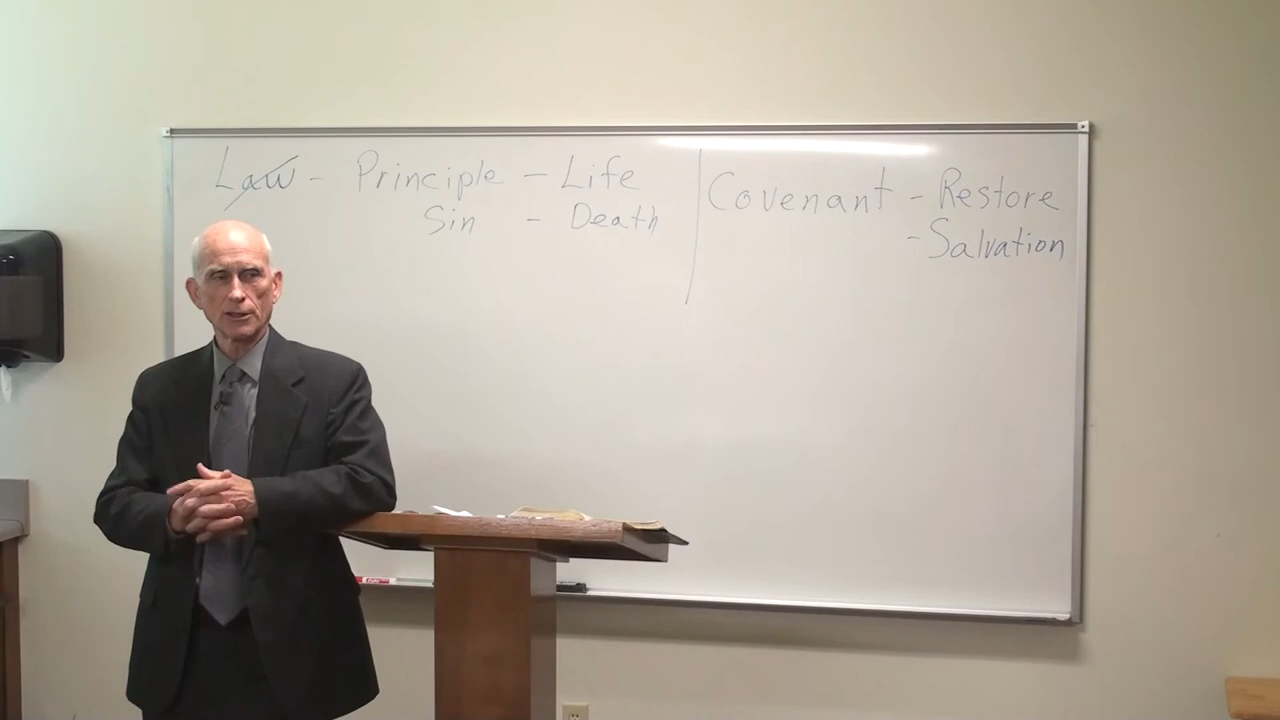 Law - Principle - Life
Sin - Death
Covenant - Restore
- Salvation